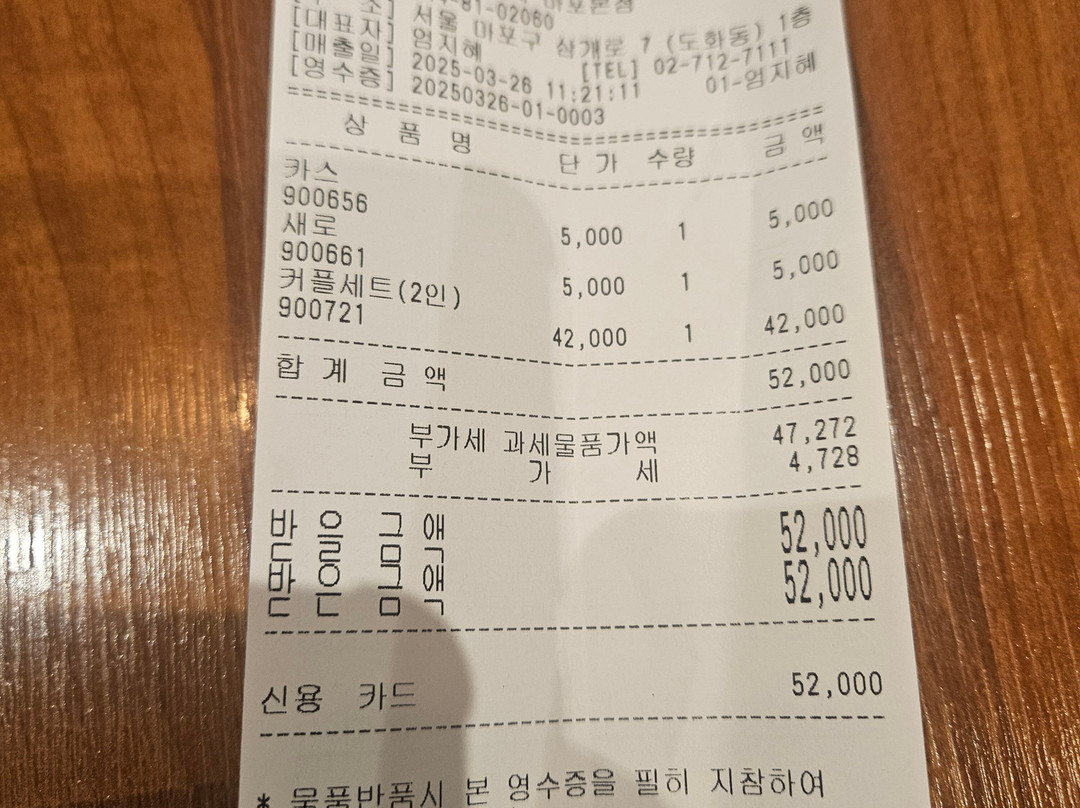 81-02060 마포본점
서울 마포구 삼개로 7 (도화동) 1층
[대표자] 엄지혜 [TEL] 02-712-7111
[매출일] 2025-03-26 11:21:11 01-엄지혜
[영수증] 20250326-01-0003
상 품 명 단 가 수량 금 액
카스
900656 5,000 1 5,000
새로
900661 5,000 1 5,000
커플세트(2인)
900721 42,000 1 42,000
합 계 금 액 52,000
부가세 과세물품가액 47,272
부 가 세 4,728
받 을 금 액 52,000
받 은 금 액 52,000
신용 카드 52,000
* 물품반품시 본 영수증을 필히 지참하여